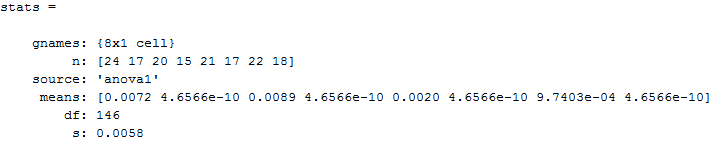 stats =
gnames: {8x1 cell}
n: [24 17 20 15 21 17 22 18]
source: 'anova1'
means: [0.0072 4.6566e-10 0.0089 4.6566e-10 0.0020 4.6566e-10 9.7403e-04 4.6566e-10]
df: 146
s: 0.0058